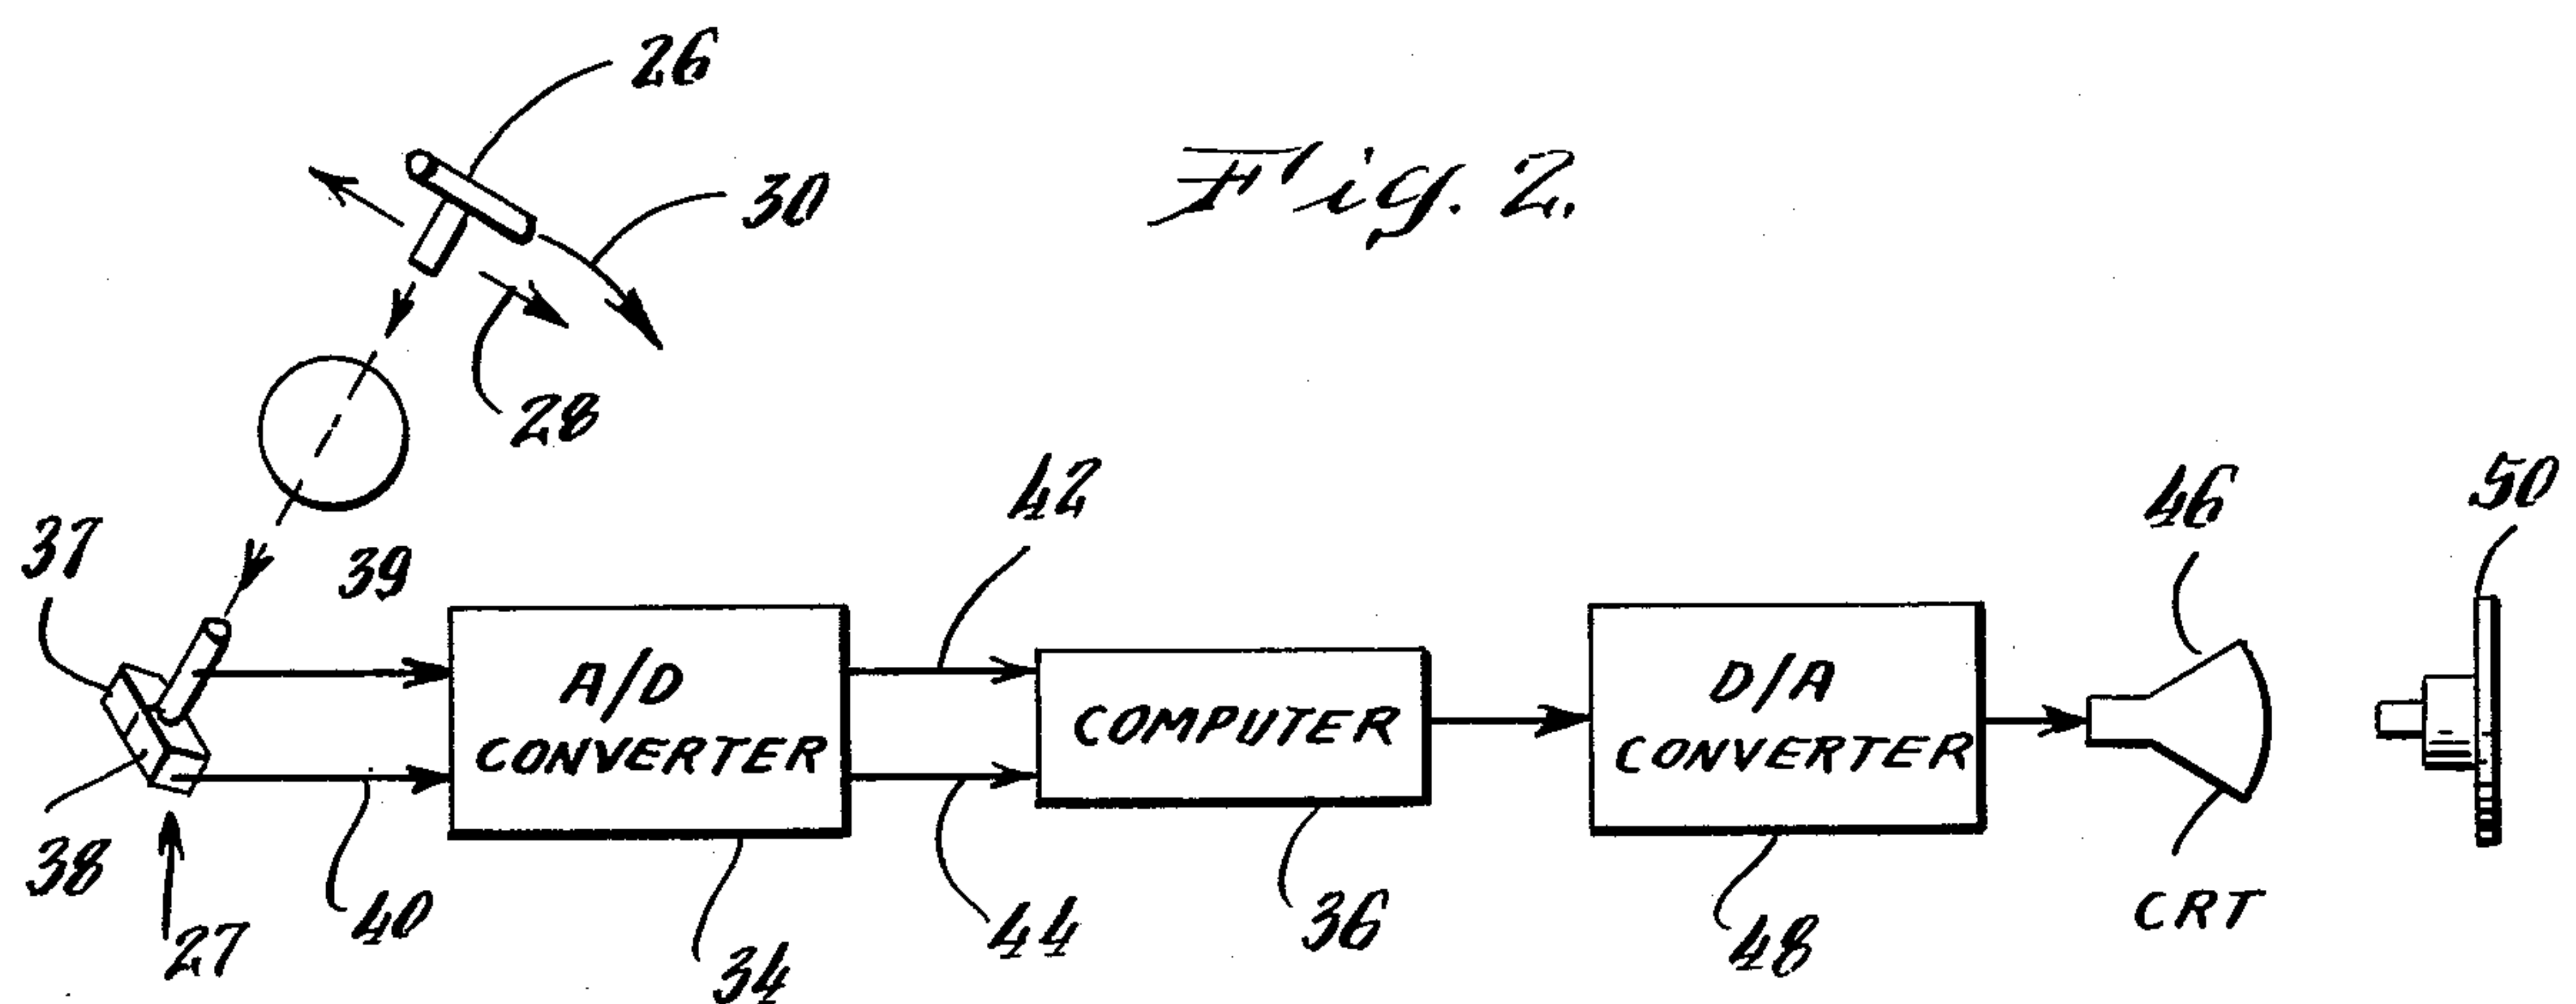 26
30
Fig. 2.
28
42
46
50
37
39
A/D
CONVERTER
COMPUTER
D/A
CONVERTER
38
40
27
44
34
36
48
CRT